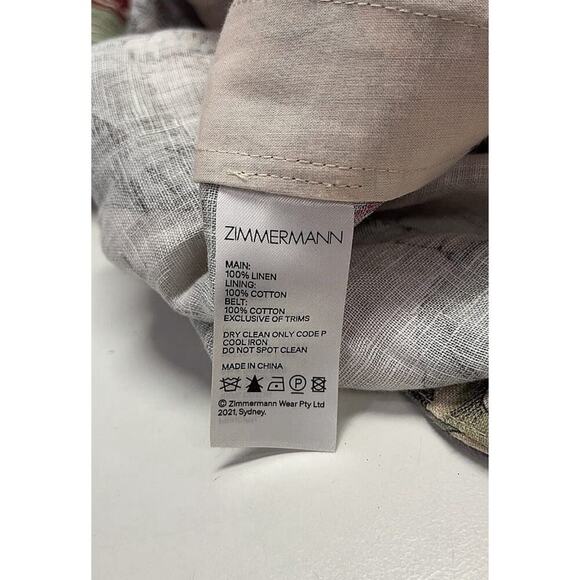 ZIMMERMANN
MAIN:
100% LINEN
LINING:
100% COTTON
BELT:
100% COTTON
EXCLUSIVE OF TRIMS
DRY CLEAN ONLY CODE P
COOL IRON
DO NOT SPOT CLEAN
MADE IN CHINA
P
© Zimmermann Wear Pty Ltd
2021, Sydney.